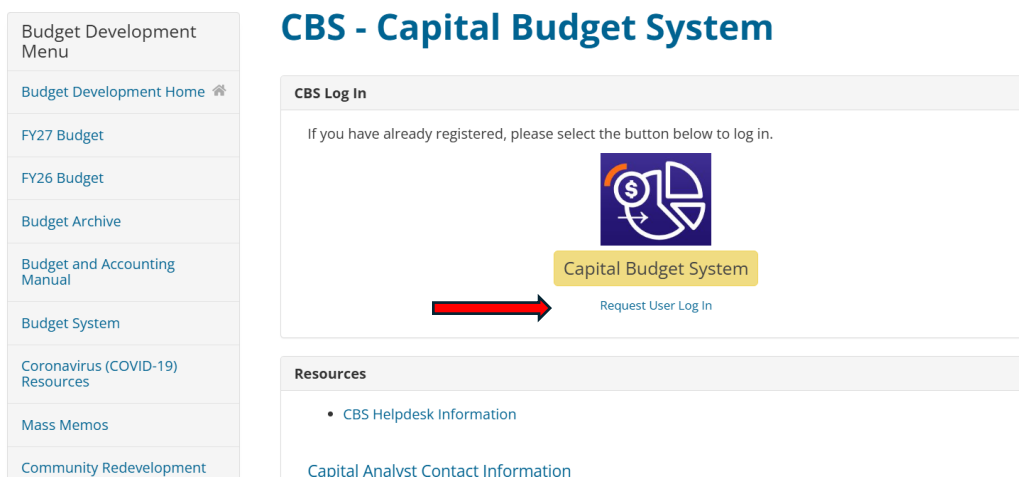 Budget Development
Menu
Budget Development Home
FY27 Budget
FY26 Budget
Budget Archive
Budget and Accounting
Manual
Budget System
Coronavirus (COVID-19)
Resources
Mass Memos
Community Redevelopment
CBS - Capital Budget System
CBS Log In
If you have already registered, please select the button below to log in.
$
Capital Budget System
Request User Log In
Resources
• CBS Helpdesk Information
Capital Analyst Contact Information